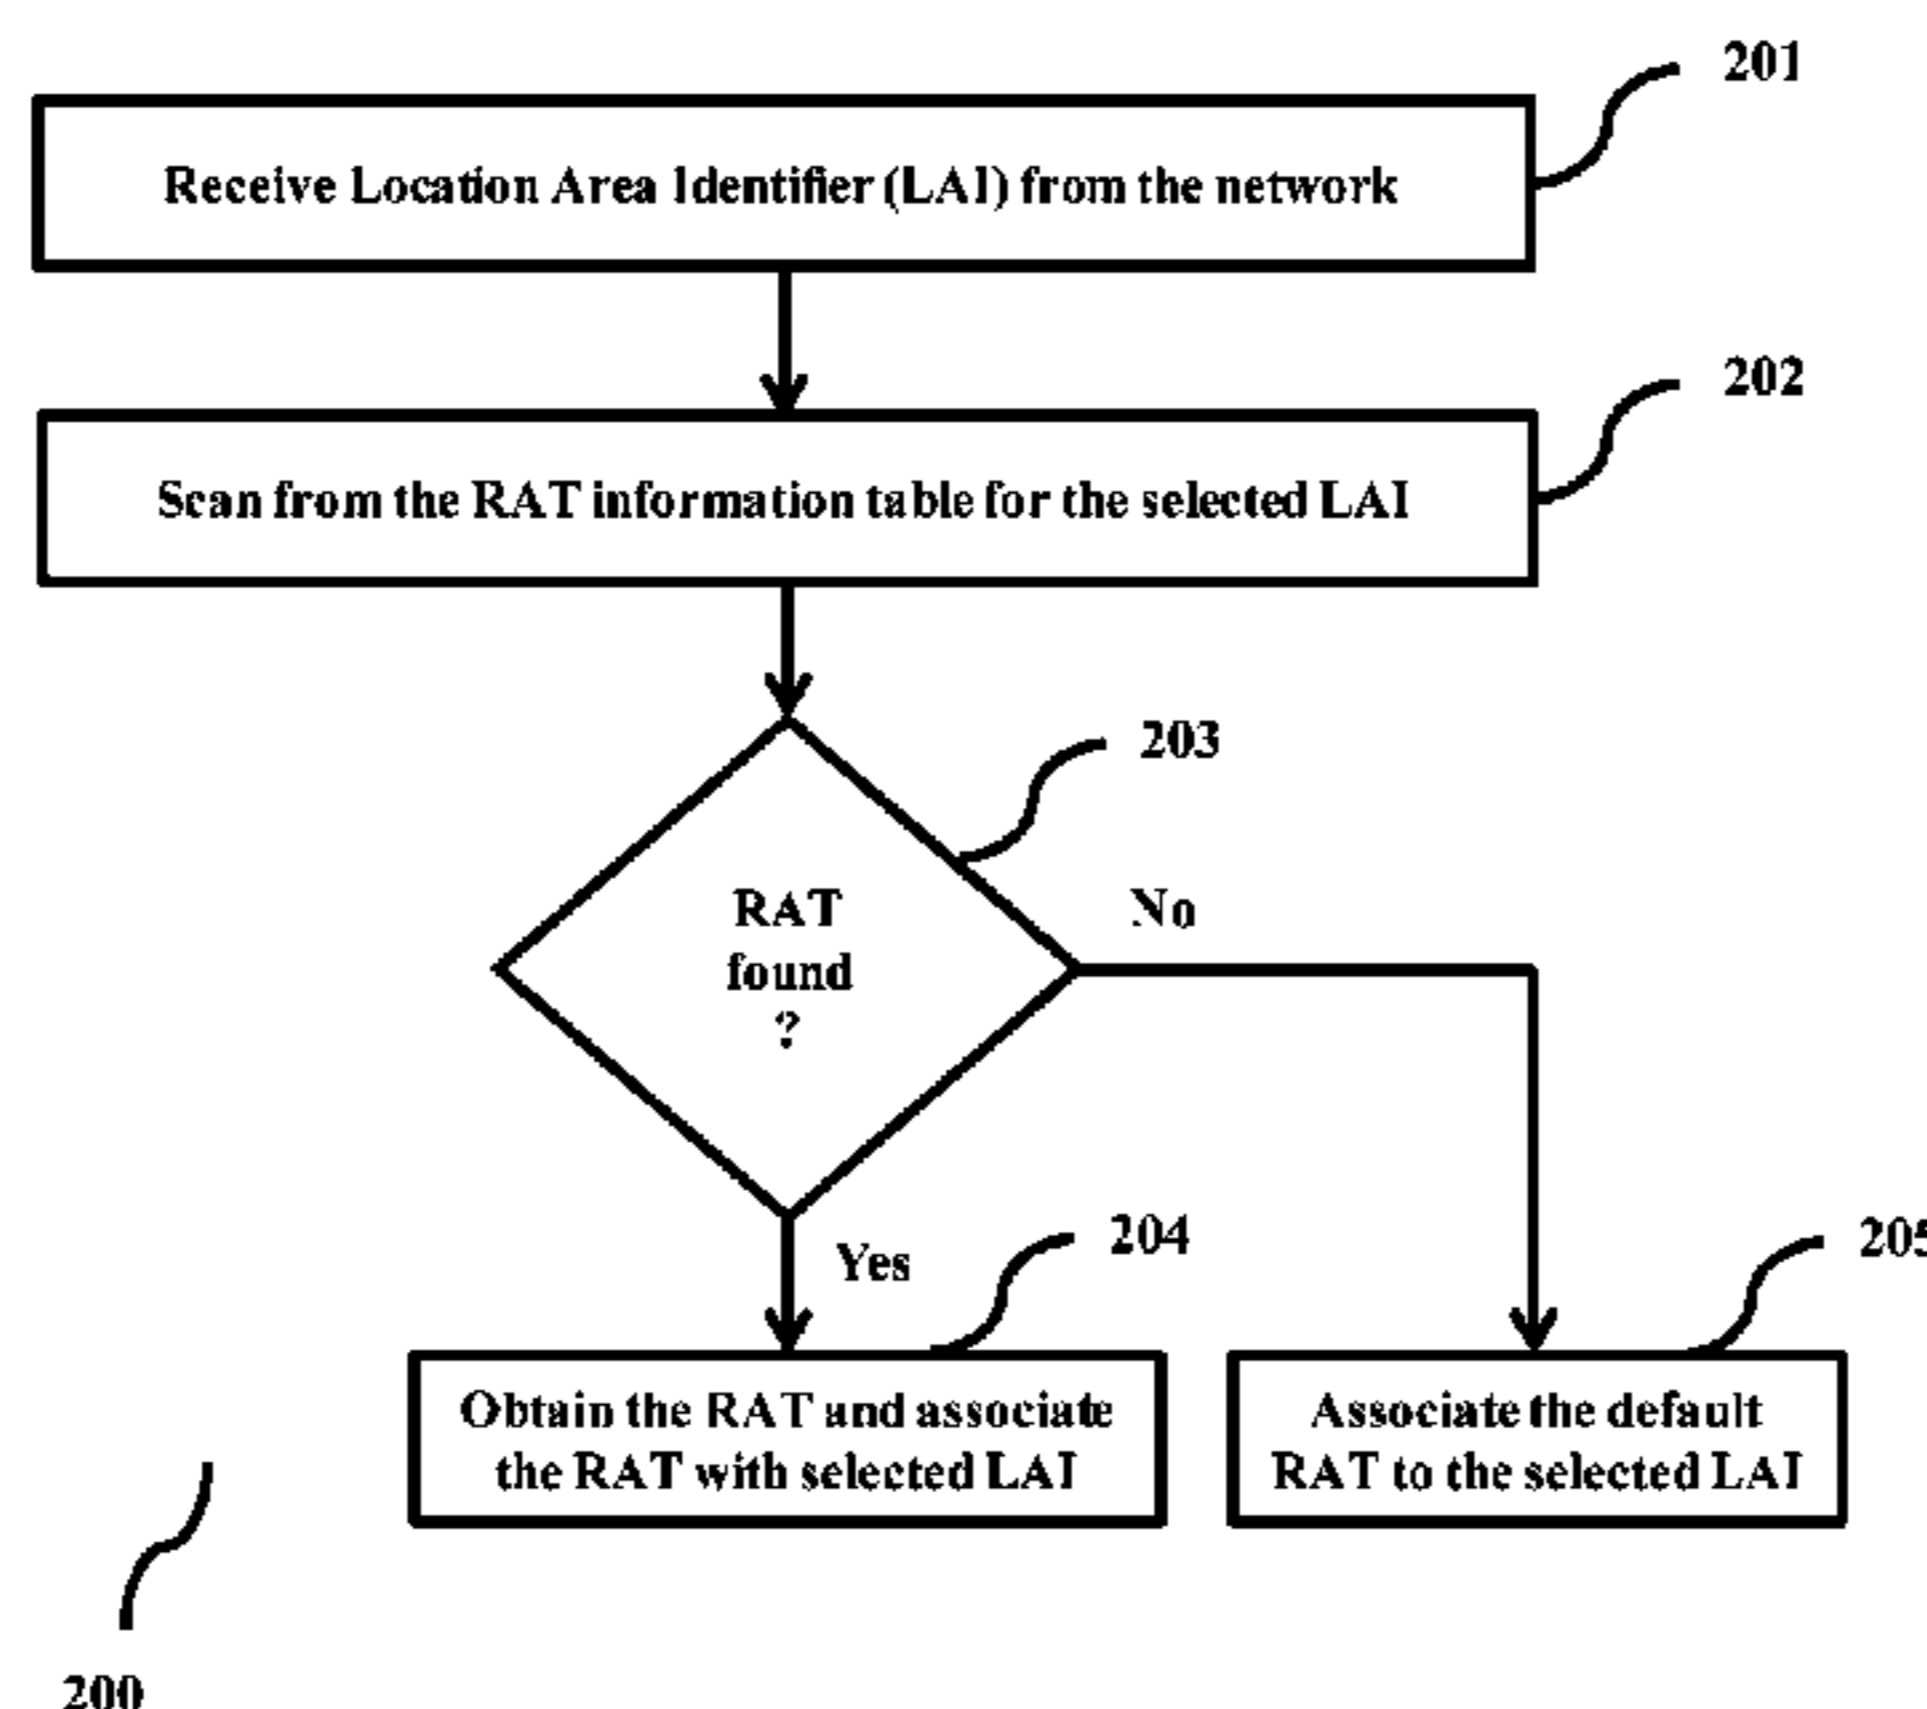 201
Receive Location Area Identifier (LAI) from the network
202
Scan from the RAT information table for the selected LAI
203
RAT
found
?
No
Yes
204
205
Obtain the RAT and associate
the RAT with selected LAI
Associate the default
RAT to the selected LAI
200